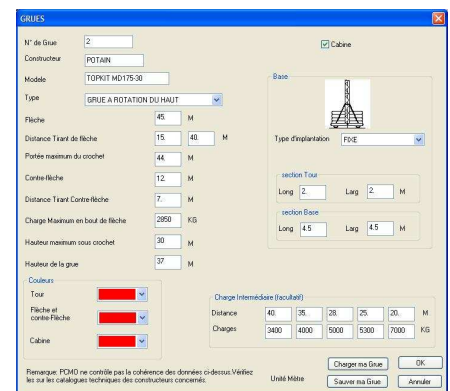 GRUES
N° de Grue 2
Cabine
Constructeur POTAIN
Modele TOPKIT MD175-30
Type GRUE A ROTATION DU HAUT
Flèche 45. M
Distance Tirant de flèche 15. 40. M
Portée maximum du crochet 44. M
Contre-flèche 12. M
Distance Tirant Contre-flèche 7. M
Charge Maximum en bout de flèche 2850 KG
Hauteur maximum sous crochet 30 M
Hauteur de la grue 37 M
Base
Type d'implantation FIXE
section Tour
Long 2. Larg 2. M
section Base
Long 4.5 Larg 4.5 M
Couleurs
Tour
Flèche et
contre-Flèche
Cabine
Charge Intermédiaire (facultatif)
Distance 40. 35. 28. 25. 20. M
Charges 3400 4000 5000 5300 7000 KG
Remarque: PCMO ne contrôle pas la cohérence des données ci-dessus.Vérifiez
les sur les catalogues techniques des constructeurs concernés.
Unité Mètre
Charger ma Grue OK
Sauver ma Grue Annuler